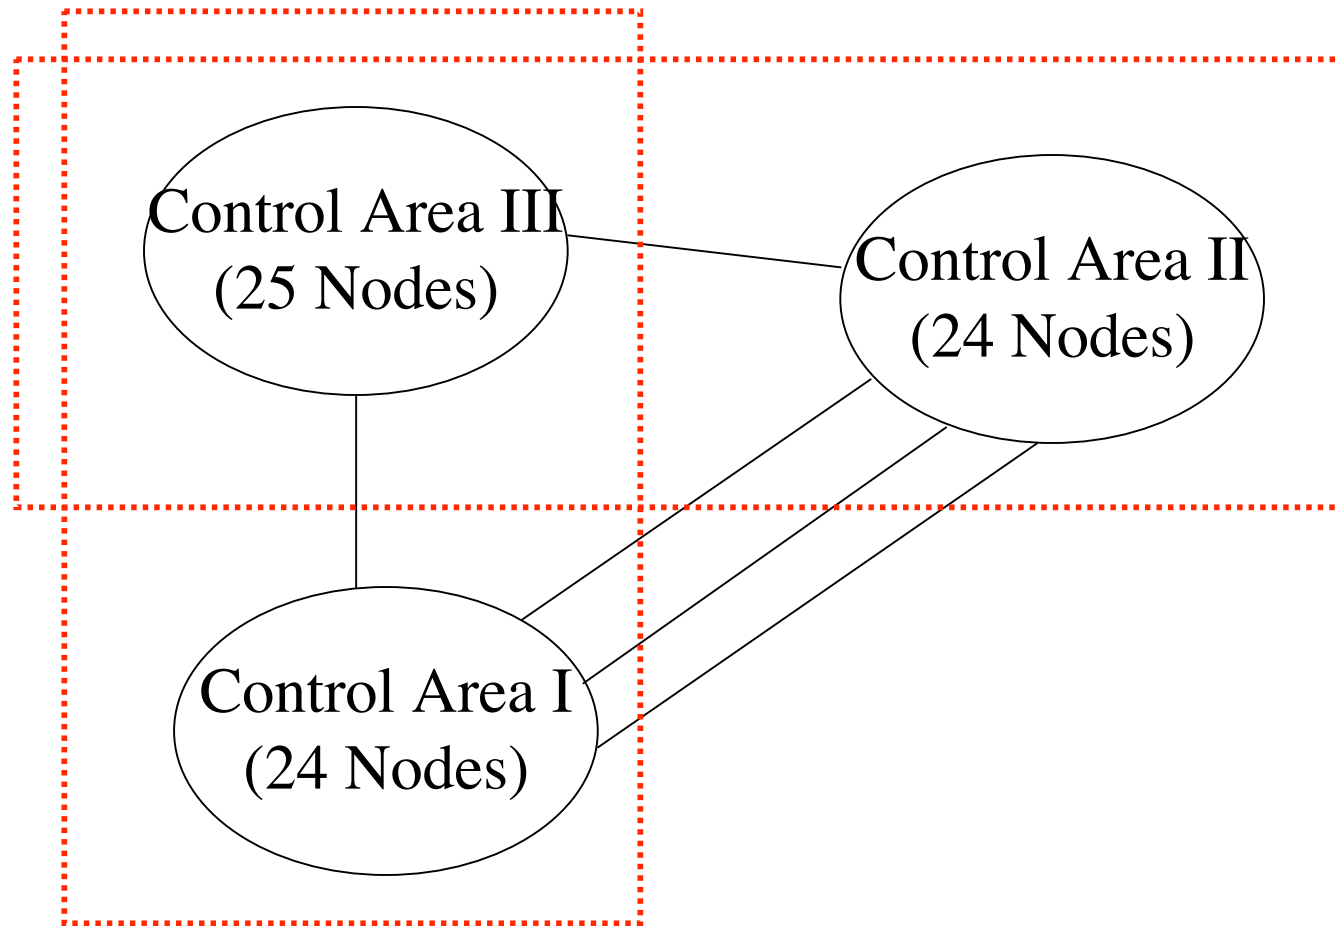 Control Area III
(25 Nodes)
Control Area II
(24 Nodes)
Control Area I
(24 Nodes)